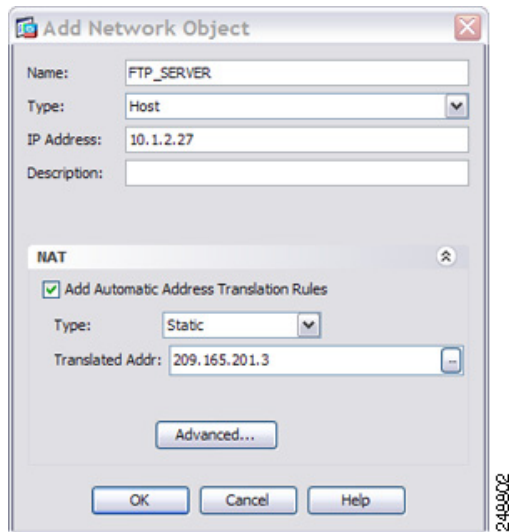 Add Network Object
Name: FTP_SERVER
Type: Host
IP Address: 10.1.2.27
Description:
NAT
Add Automatic Address Translation Rules
Type: Static
Translated Addr: 209.165.201.3
...
Advanced...
OK Cancel Help
248802